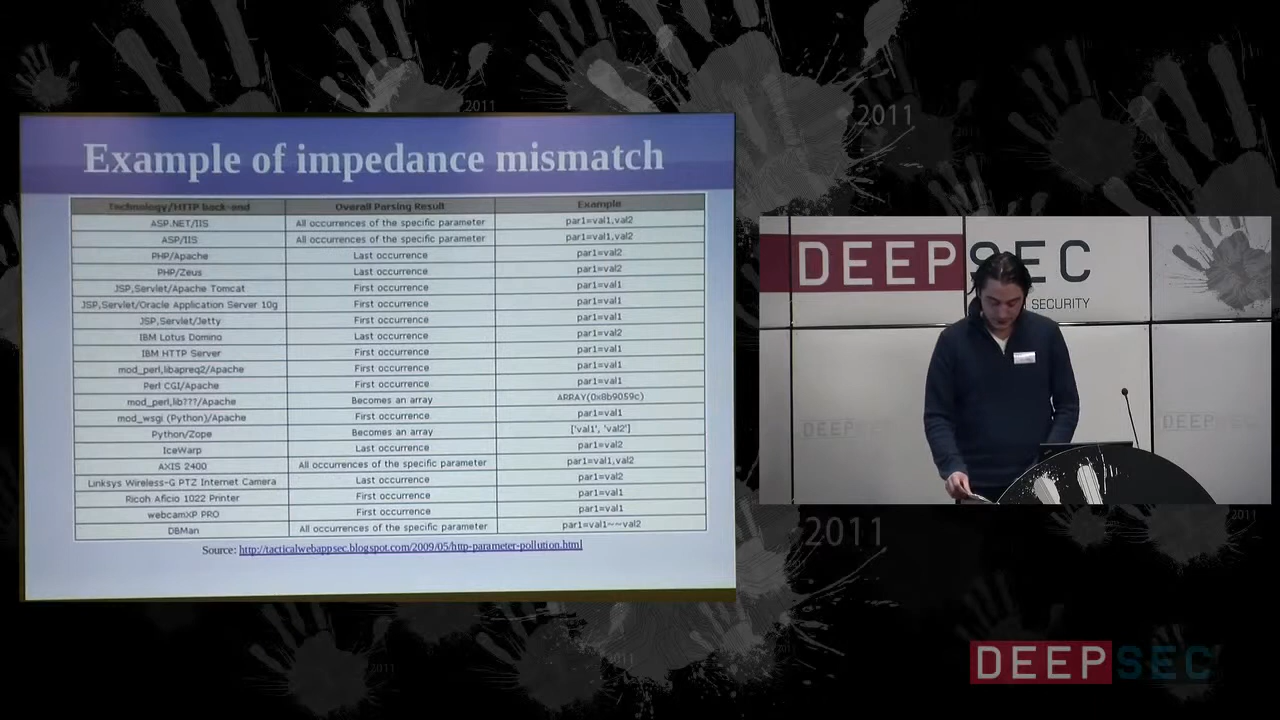 2011
2011
Example of impedance mismatch
Technology/HTTP back-end Overall Parsing Result Example
ASP.NET/IIS All occurrences of the specific parameter par1=val1,val2
ASP/IIS All occurrences of the specific parameter par1=val1,val2
PHP/Apache Last occurrence par1=val2
PHP/Zeus Last occurrence par1=val2
JSP,Servlet/Apache Tomcat First occurrence par1=val1
JSP,Servlet/Oracle Application Server 10g First occurrence par1=val1
JSP,Servlet/Jetty First occurrence par1=val1
IBM Lotus Domino Last occurrence par1=val2
IBM HTTP Server First occurrence par1=val1
mod_perl,libapreq2/Apache First occurrence par1=val1
Perl CGI/Apache First occurrence par1=val1
mod_perl,lib???/Apache Becomes an array ARRAY(0x8b9059c)
mod_wsgi (Python)/Apache First occurrence par1=val1
Python/Zope Becomes an array ['val1', 'val2']
IceWarp Last occurrence par1=val2
AXIS 2400 All occurrences of the specific parameter par1=val1,val2
Linksys Wireless-G PTZ Internet Camera Last occurrence par1=val2
Ricoh Aficio 1022 Printer First occurrence par1=val1
webcamXP PRO First occurrence par1=val1
DBMan All occurrences of the specific parameter par1=val1~~val2
Source: http://tacticalwebappsec.blogspot.com/2009/05/http-parameter-pollution.html
DEEPSEC
SECURITY
DEEPSEC
DEEPSEC
2011
2011
2011
DEEPSEC